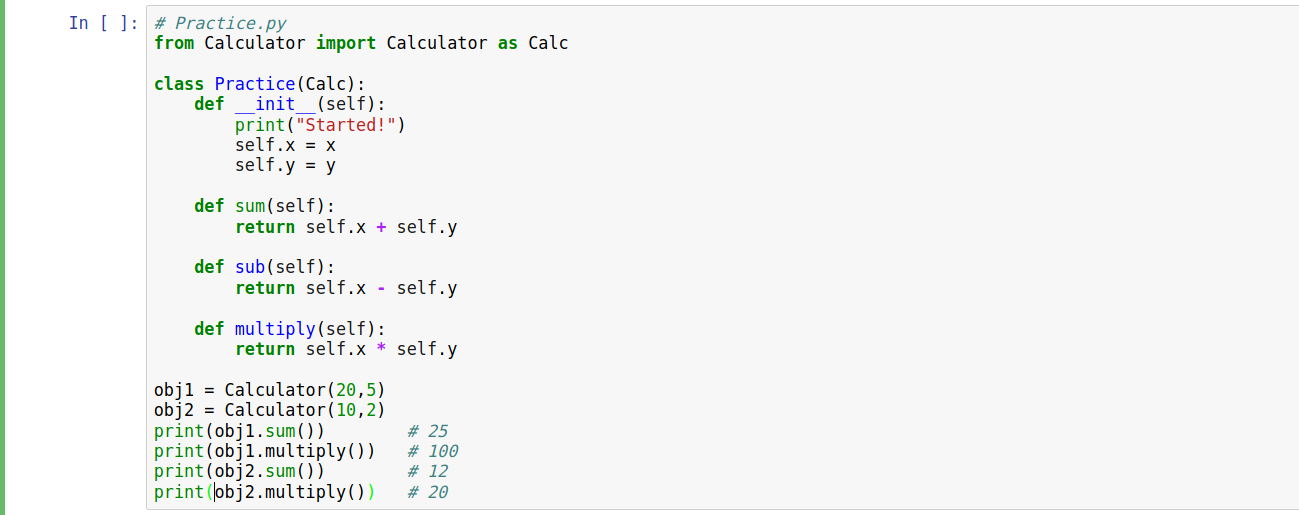 In [ ]: # Practice.py
from Calculator import Calculator as Calc
class Practice(Calc):
    def __init__(self):
        print("Started!")
        self.x = x
        self.y = y
    def sum(self):
        return self.x + self.y
    def sub(self):
        return self.x - self.y
    def multiply(self):
        return self.x * self.y
obj1 = Calculator(20,5)
obj2 = Calculator(10,2)
print(obj1.sum())        # 25
print(obj1.multiply())   # 100
print(obj2.sum())        # 12
print(obj2.multiply())   # 20